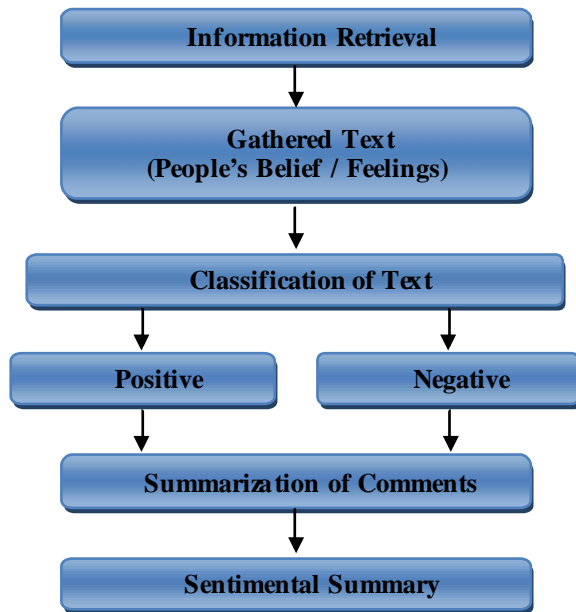 Information Retrieval
Gathered Text
(People's Belief / Feelings)
Classification of Text
Positive
Negative
Summarization of Comments
Sentimental Summary